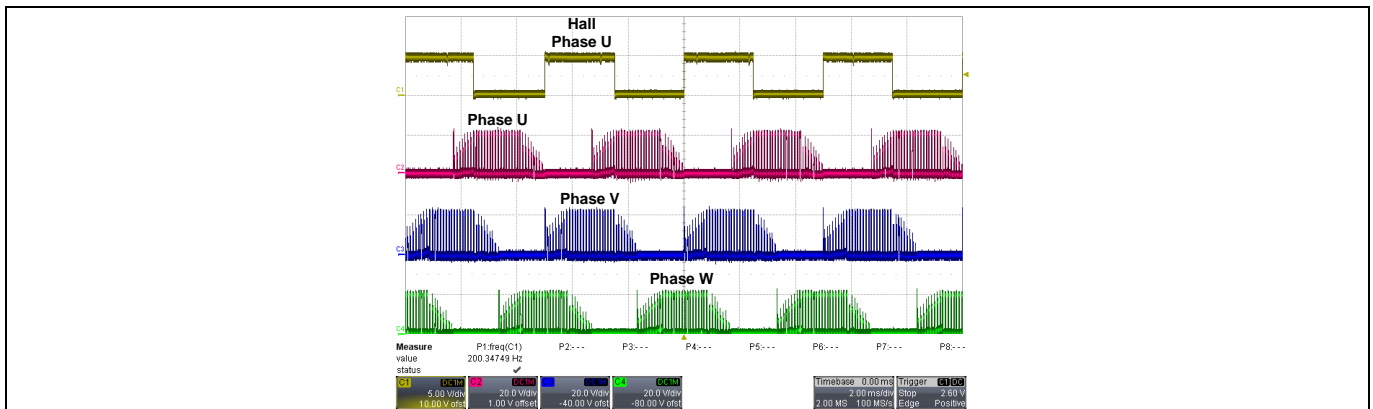 Hall
Phase U
C1
Phase U
C2
Phase V
C3
Phase W
C4
Measure P1:freq(C1) P2:--- P3:--- P4:--- P5:--- P6:--- P7:--- P8:---
value 200.34749 Hz
status ✓
C1 DC1M C2 DC1M C4 DC1M Timebase 0.00 ms Trigger C1 DC
5.00 V/div 20.0 V/div 20.0 V/div 20.0 V/div 2.00 ms/div Stop 2.60 V
10.00 V ofst 1.00 V offset -40.00 V ofst -80.00 V ofst 2.00 MS 100 MS/s Edge Positive